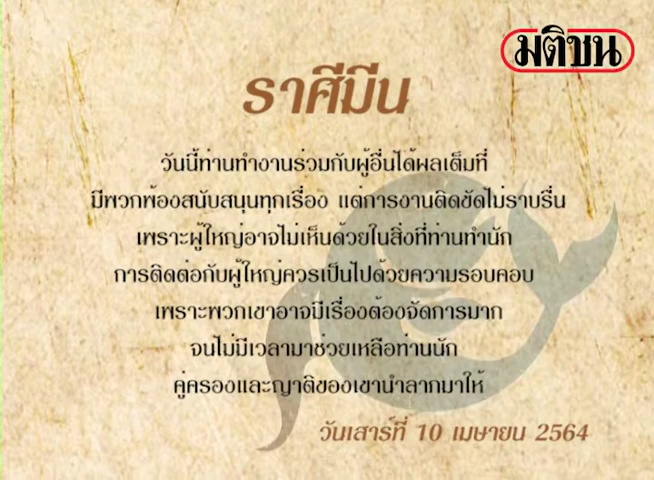 มติชน
ราศีมีน
วันนี้ท่านทำงานร่วมกับผู้อื่นได้ผลเต็มที่
มีพวกพ้องสนับสนุนทุกเรื่อง แต่การงานติดขัดไม่ราบรื่น
เพราะผู้ใหญ่อาจไม่เห็นด้วยในสิ่งที่ท่านทำนัก
การติดต่อกับผู้ใหญ่ควรเป็นไปด้วยความรอบคอบ
เพราะพวกเขาอาจมีเรื่องต้องจัดการมาก
จนไม่มีเวลามาช่วยเหลือท่านนัก
คู่ครองและญาติของเขานำลากมาให้
วันเสาร์ที่ 10 เมษายน 2564